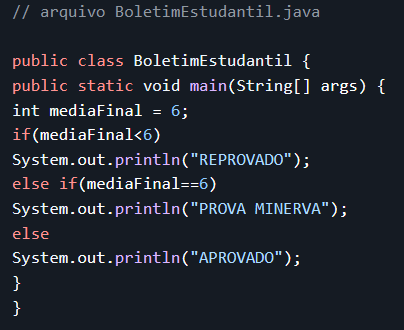 // arquivo BoletimEstudantil.java
public class BoletimEstudantil {
public static void main(String[] args) {
int mediaFinal = 6;
if(mediaFinal<6)
System.out.println("REPROVADO");
else if(mediaFinal==6)
System.out.println("PROVA MINERVA");
else
System.out.println("APROVADO");
}
}